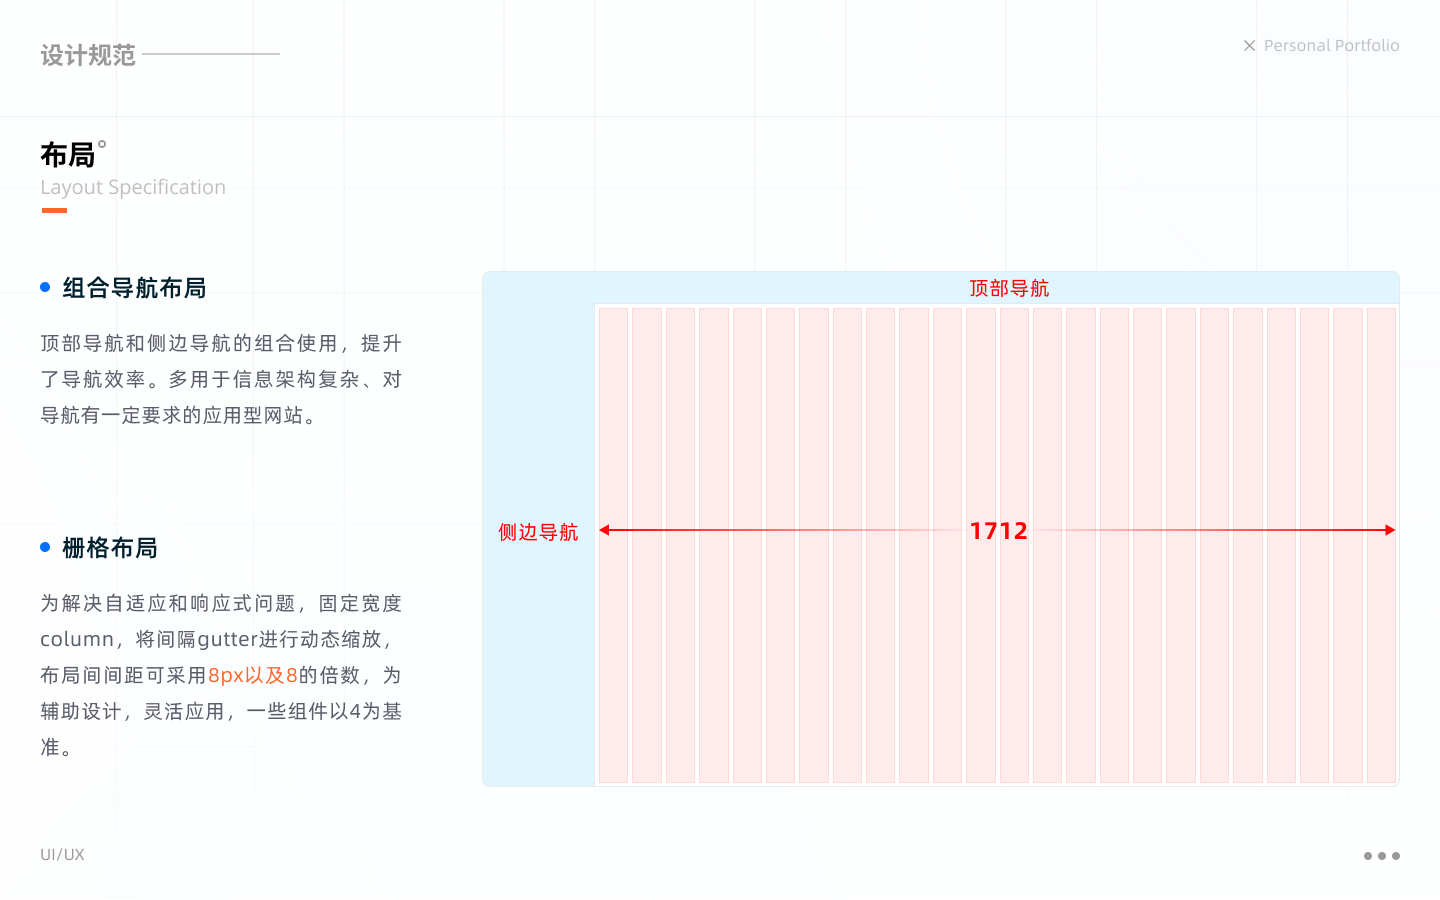 设计规范
Personal Portfolio
布局
Layout Specification
组合导航布局
顶部导航和侧边导航的组合使用，提升
了导航效率。多用于信息架构复杂、对
导航有一定要求的应用型网站。
栅格布局
为解决自适应和响应式问题，固定宽度
column，将间隔gutter进行动态缩放，
布局间间距可采用8px以及8的倍数，为
辅助设计，灵活应用，一些组件以4为基
准。
顶部导航
侧边导航
1712
UI/UX